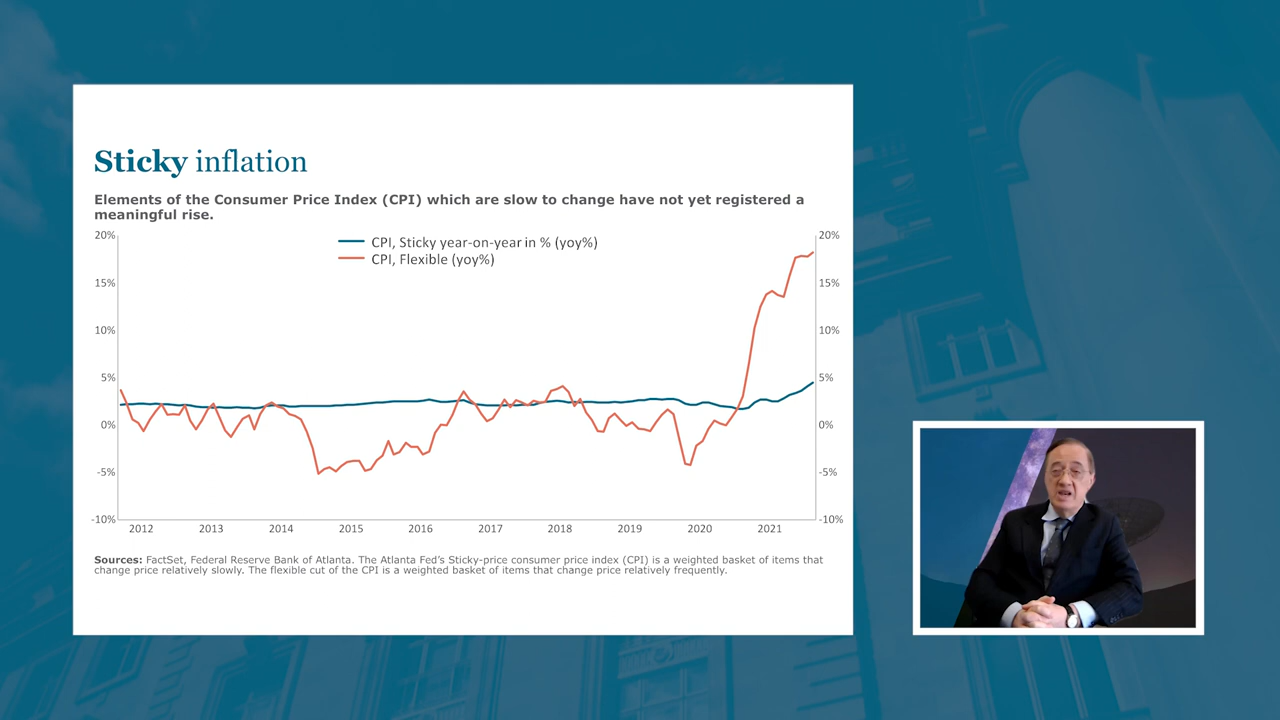 Sticky inflation
Elements of the Consumer Price Index (CPI) which are slow to change have not yet registered a
meaningful rise.
CPI, Sticky year-on-year in % (yoy%)
CPI, Flexible (yoy%)
20% 20%
15% 15%
10% 10%
5% 5%
0% 0%
-5% -5%
-10% -10%
2012 2013 2014 2015 2016 2017 2018 2019 2020 2021
Sources: FactSet, Federal Reserve Bank of Atlanta. The Atlanta Fed's Sticky-price consumer price index (CPI) is a weighted basket of items that
change price relatively slowly. The flexible cut of the CPI is a weighted basket of items that change price relatively frequently.